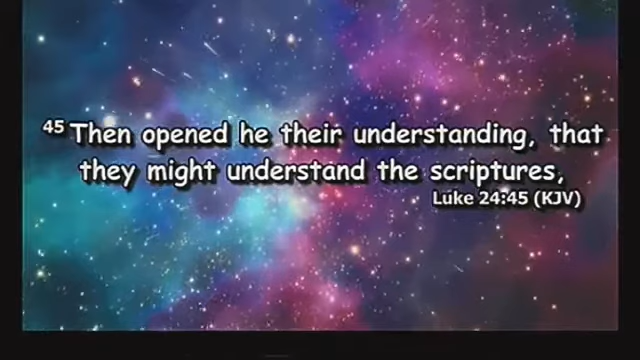 45 Then opened he their understanding, that
they might understand the scriptures,
Luke 24:45 (KJV)